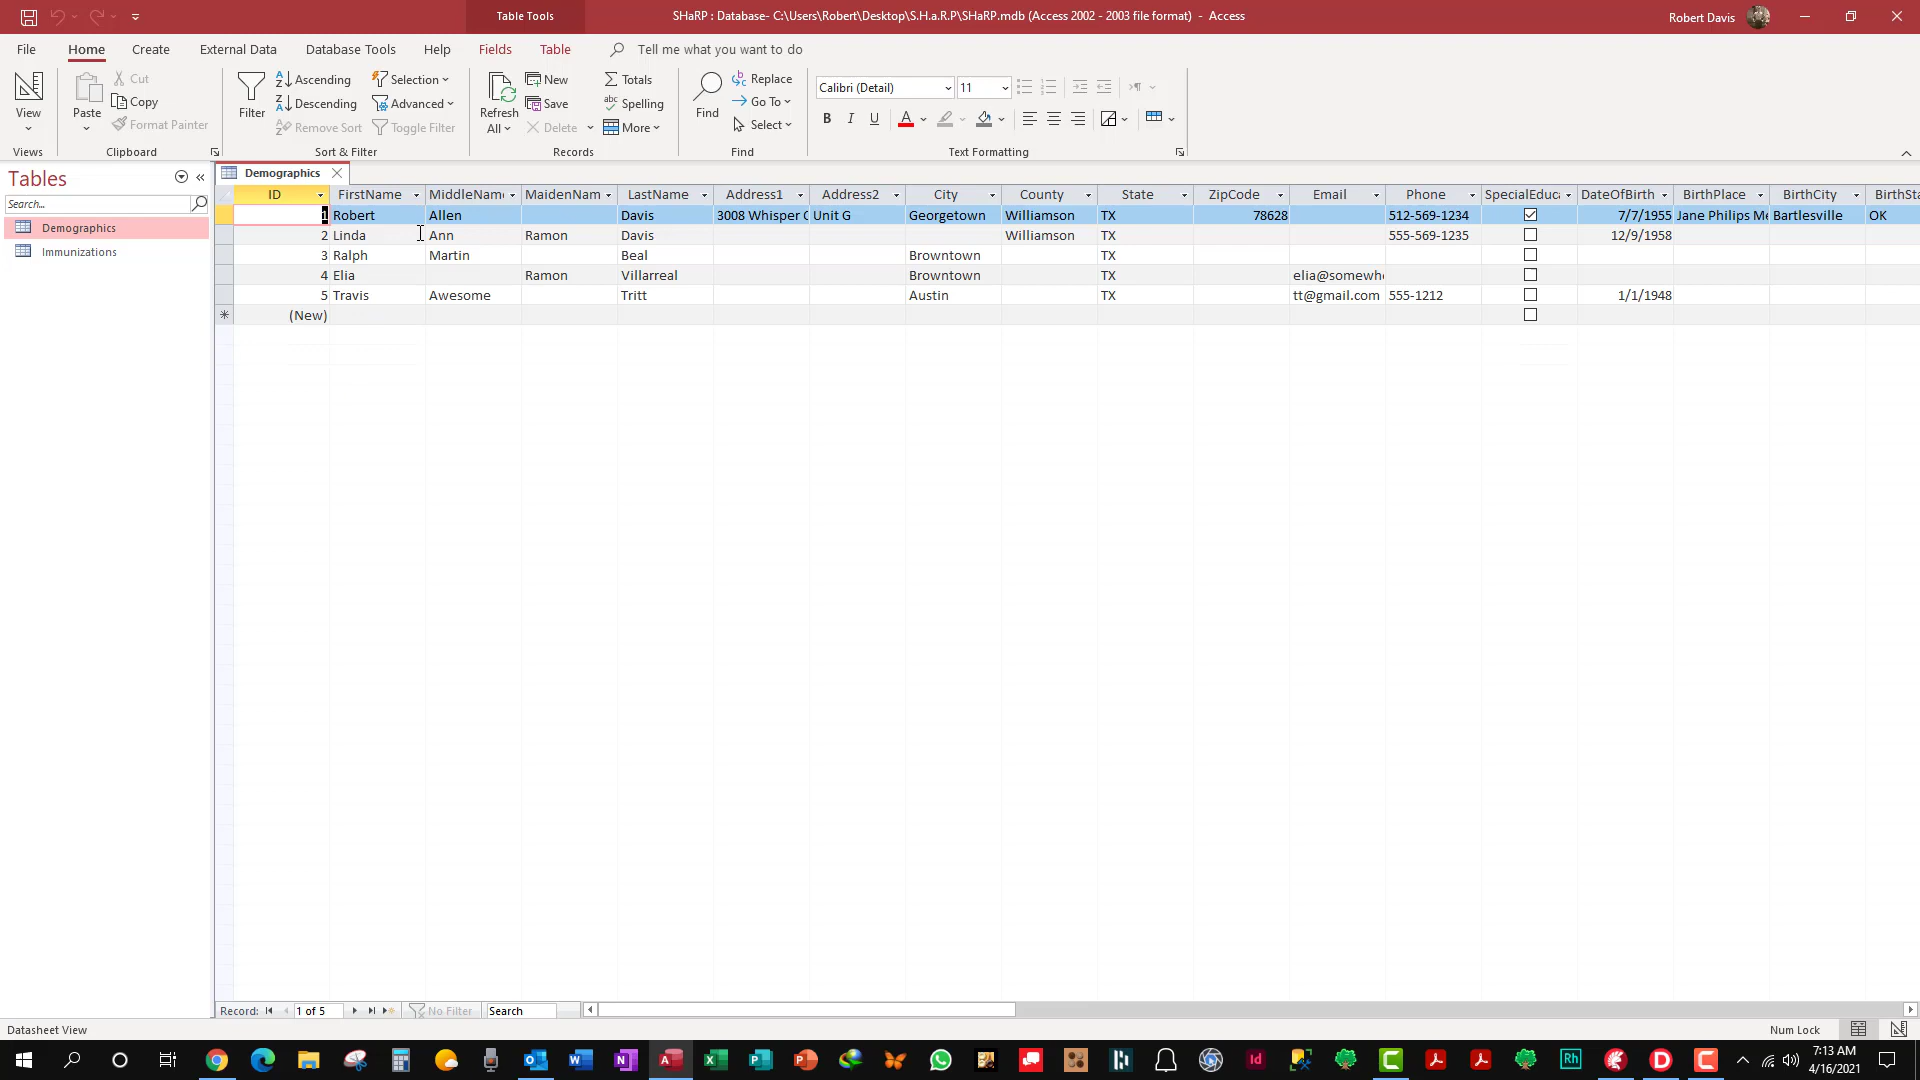 Table Tools
SHaRP : Database- C:\Users\Robert\Desktop\S.H.a.R.P\SHaRP.mdb (Access 2002 - 2003 file format) - Access
Robert Davis
File Home Create External Data Database Tools Help Fields Table Tell me what you want to do
View
Views
Paste
Cut
Copy
Format Painter
Clipboard
Filter
Ascending
Descending
Remove Sort
Selection
Advanced
Toggle Filter
Sort & Filter
Refresh All
New
Save
Delete
Totals
Spelling
More
Records
Find
Replace
Go To
Select
Find
Calibri (Detail) 11
B I U A
Text Formatting
Tables
Search...
Demographics
Immunizations
Demographics
ID FirstName MiddleName MaidenNam LastName Address1 Address2 City County State ZipCode Email Phone SpecialEduca DateOfBirth BirthPlace BirthCity BirthSta
1 Robert Allen Davis 3008 Whisper Unit G Georgetown Williamson TX 78628 512-569-1234 7/7/1955 Jane Philips Me Bartlesville OK
2 Linda Ann Ramon Davis Williamson TX 555-569-1235 12/9/1958
3 Ralph Martin Beal Browntown TX
4 Elia Ramon Villarreal Browntown TX elia@somewhe
5 Travis Awesome Tritt Austin TX tt@gmail.com 555-1212 1/1/1948
* (New)
Record: 1 of 5 No Filter Search
Datasheet View
Num Lock
7:13 AM
4/16/2021